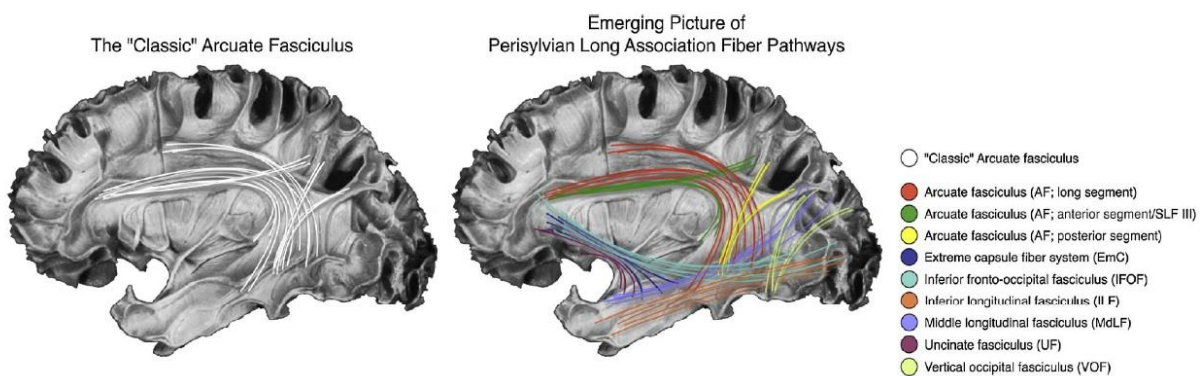 The "Classic" Arcuate Fasciculus
Emerging Picture of
Perisylvian Long Association Fiber Pathways
"Classic" Arcuate fasciculus
Arcuate fasciculus (AF; long segment)
Arcuate fasciculus (AF; anterior segment/SLF III)
Arcuate fasciculus (AF; posterior segment)
Extreme capsule fiber system (EmC)
Inferior fronto-occipital fasciculus (IFOF)
Inferior longitudinal fasciculus (ILF)
Middle longitudinal fasciculus (MdLF)
Uncinate fasciculus (UF)
Vertical occipital fasciculus (VOF)